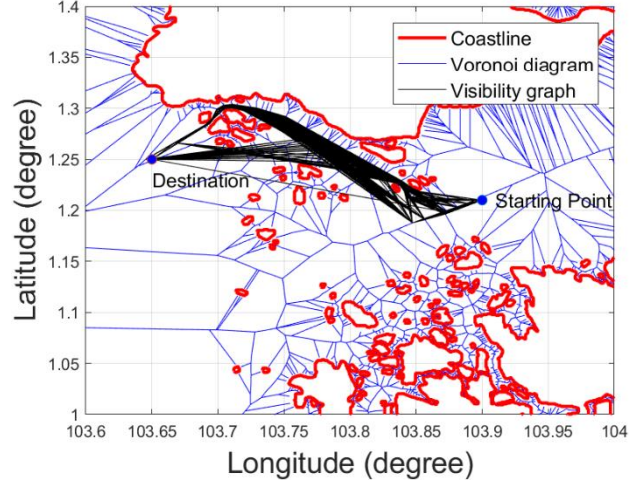 1.4
1.35
1.3
1.25
1.2
1.15
1.1
1.05
1
Latitude (degree)
Coastline
Voronoi diagram
Visibility graph
Destination
Starting Point
103.6 103.65 103.7 103.75 103.8 103.85 103.9 103.95 104
Longitude (degree)